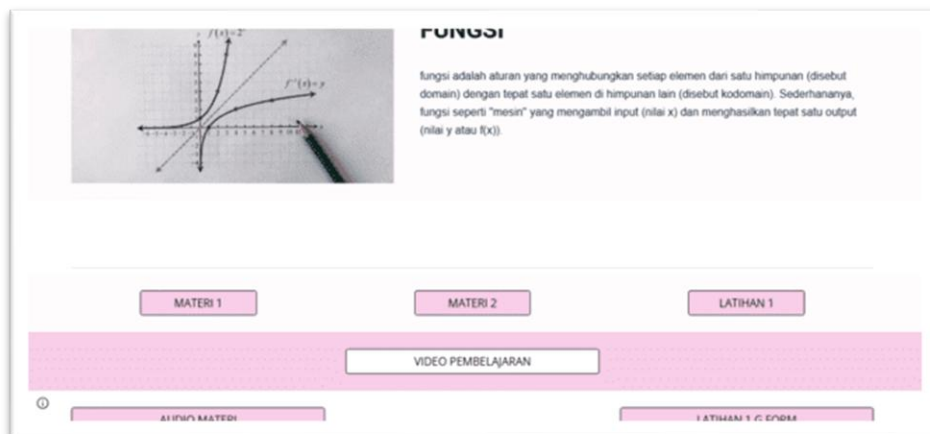 f(x)=2ˣ
f⁻¹(x)=y
FUNGSI
fungsi adalah aturan yang menghubungkan setiap elemen dari satu himpunan (disebut
domain) dengan tepat satu elemen di himpunan lain (disebut kodomain). Sederhananya,
fungsi seperti "mesin" yang mengambil input (nilai x) dan menghasilkan tepat satu output
(nilai y atau f(x)).
MATERI 1
MATERI 2
LATIHAN 1
VIDEO PEMBELAJARAN
AUDIO MATERI
LATIHAN 1 G FORM